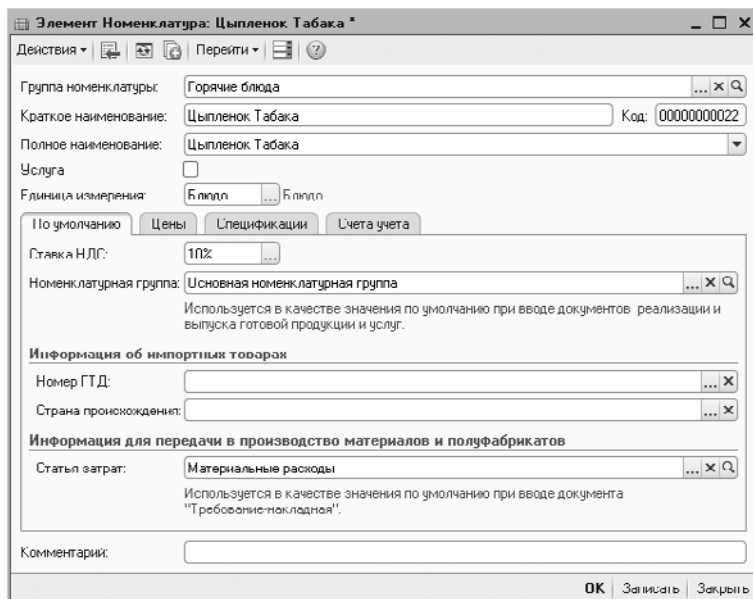 Элемент Номенклатура: Цыпленок Табака *
Действия Перейти
Группа номенклатуры: Горячие блюда
Краткое наименование: Цыпленок Табака Код: 00000000022
Полное наименование: Цыпленок Табака
Услуга
Единица измерения: Блюдо ... Блюдо
По умолчанию Цены Спецификации Счета учета
Ставка НДС: 10% ...
Номенклатурная группа: Основная номенклатурная группа ...
Используется в качестве значения по умолчанию при вводе документов реализации и
выпуска готовой продукции и услуг.
Информация об импортных товарах
Номер ГТД: ...
Страна происхождения: ...
Информация для передачи в производство материалов и полуфабрикатов
Статья затрат: Материальные расходы ...
Используется в качестве значения по умолчанию при вводе документа
"Требование-накладная".
Комментарий:
OK Записать Закрыть